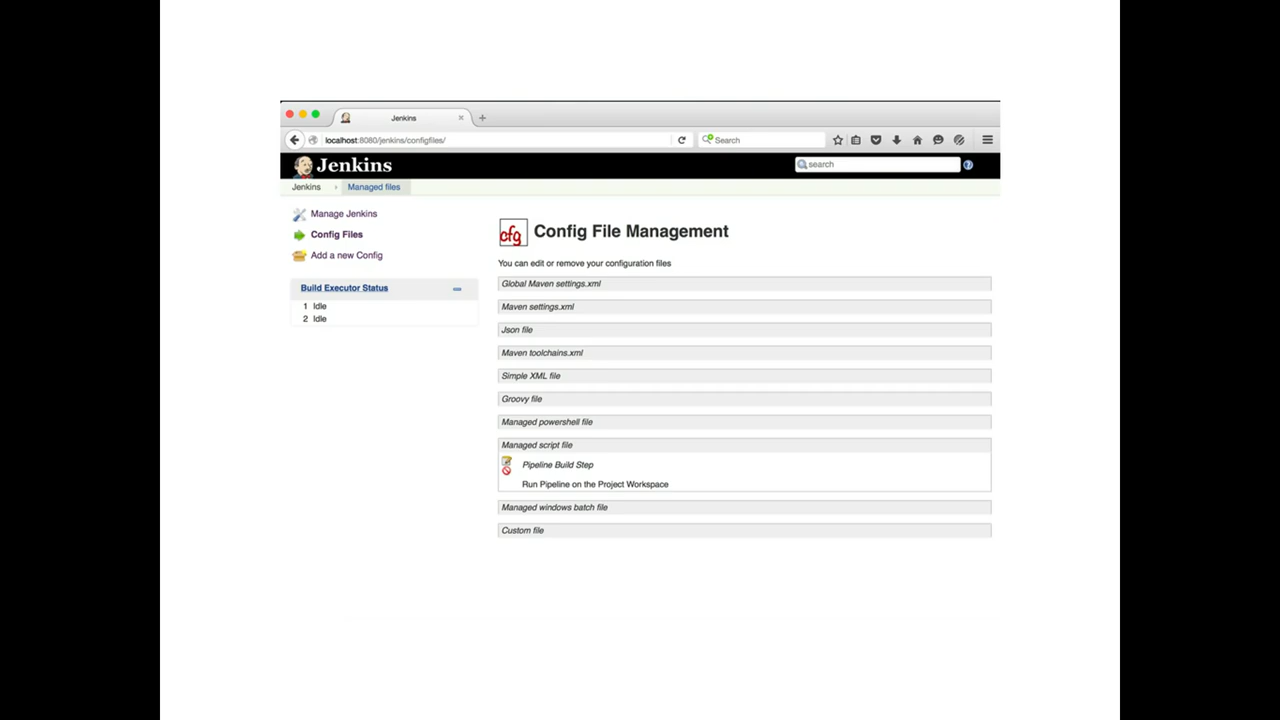 Jenkins
localhost:8080/jenkins/configfiles/
Search
Jenkins
search
Jenkins
Managed files
Manage Jenkins
Config Files
Add a new Config
Build Executor Status
1 Idle
2 Idle
cfg
Config File Management
You can edit or remove your configuration files
Global Maven settings.xml
Maven settings.xml
Json file
Maven toolchains.xml
Simple XML file
Groovy file
Managed powershell file
Managed script file
Pipeline Build Step
Run Pipeline on the Project Workspace
Managed windows batch file
Custom file